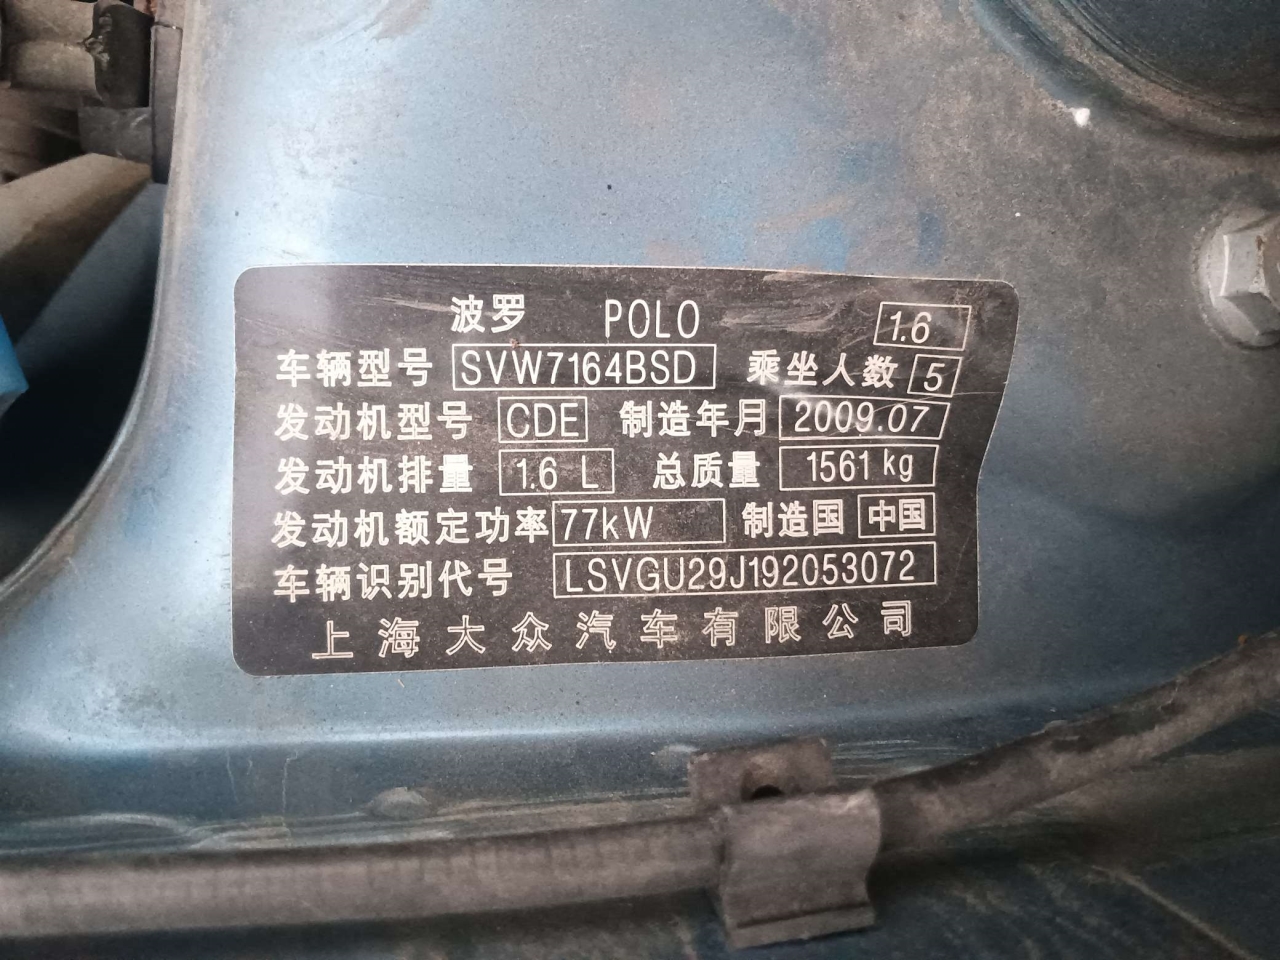 波罗 POLO 1.6
车辆型号 SVW7164BSD 乘坐人数 5
发动机型号 CDE 制造年月 2009.07
发动机排量 1.6 L 总质量 1561 kg
发动机额定功率 77kW 制造国 中国
车辆识别代号 LSVGU29J192053072
上海大众汽车有限公司